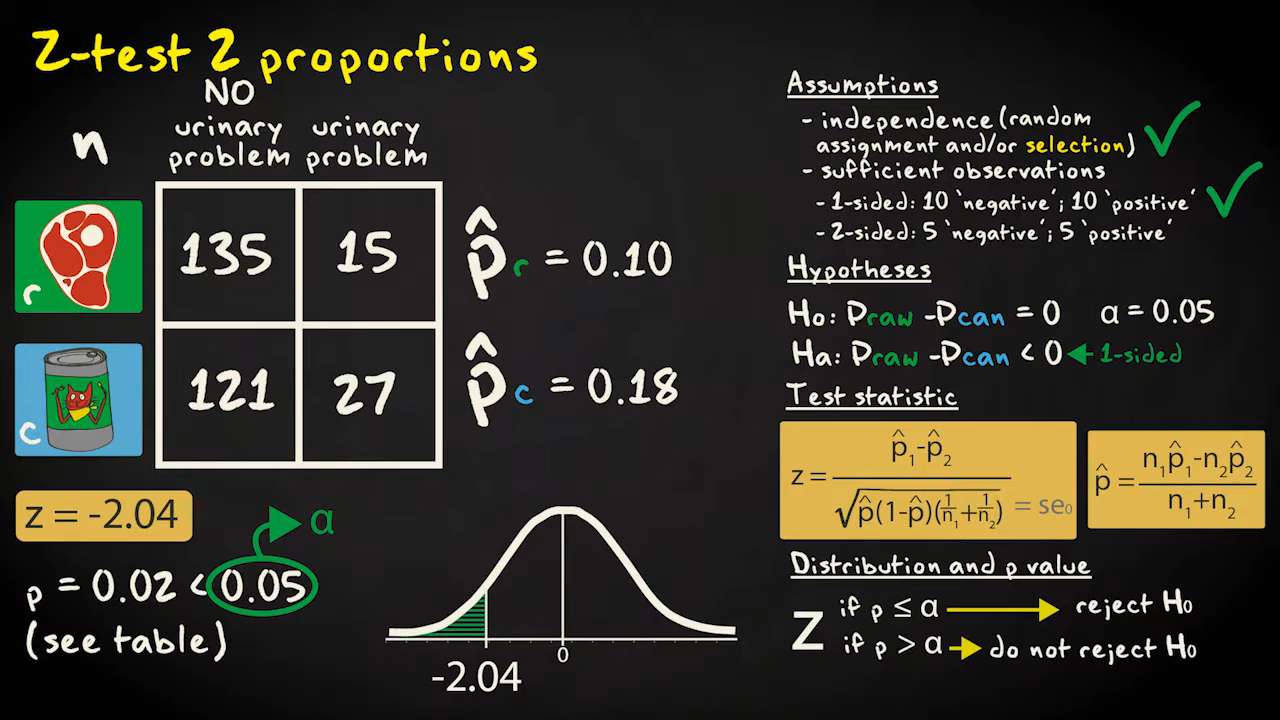 Z-test 2 proportions
n
NO
urinary problem
urinary problem
r
135
15
p̂r = 0.10
c
121
27
p̂c = 0.18
z = -2.04
α
p = 0.02 < 0.05
(see table)
-2.04
0
Assumptions
- independence (random
assignment and/or selection)
- sufficient observations
- 1-sided: 10 `negative´; 10 `positive´
- 2-sided: 5 `negative´; 5 `positive´
Hypotheses
Ho: Praw -Pcan = 0 α = 0.05
Ha: Praw -Pcan < 0 1-sided
Test statistic
z = p̂₁-p̂₂ / √p̂(1-p̂)(1/n₁+1/n₂) = se₀
p̂ = n₁p̂₁-n₂p̂₂ / n₁+n₂
Distribution and p value
Z
if p ≤ α reject Ho
if p > α do not reject Ho